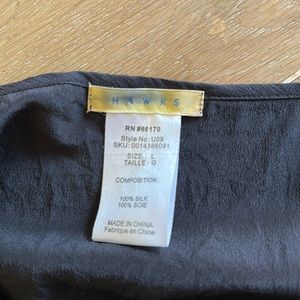 HAWKS
RN #66170
Style No: U09
SKU: 0014386091
SIZE : L
TAILLE: G
COMPOSITION :
100% SILK
100% SOIE
MADE IN CHINA
Fabrique en Chine